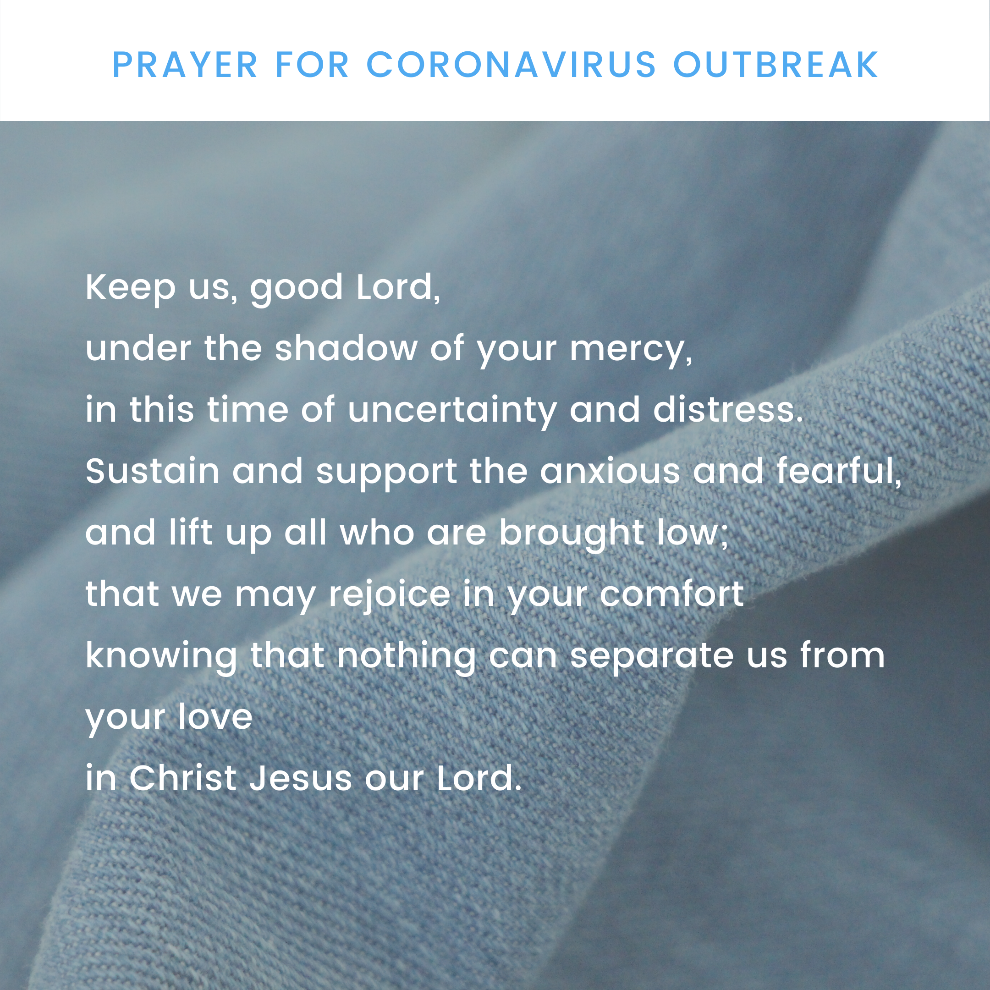 PRAYER FOR CORONAVIRUS OUTBREAK
Keep us, good Lord,
under the shadow of your mercy,
in this time of uncertainty and distress.
Sustain and support the anxious and fearful,
and lift up all who are brought low;
that we may rejoice in your comfort
knowing that nothing can separate us from
your love
in Christ Jesus our Lord.